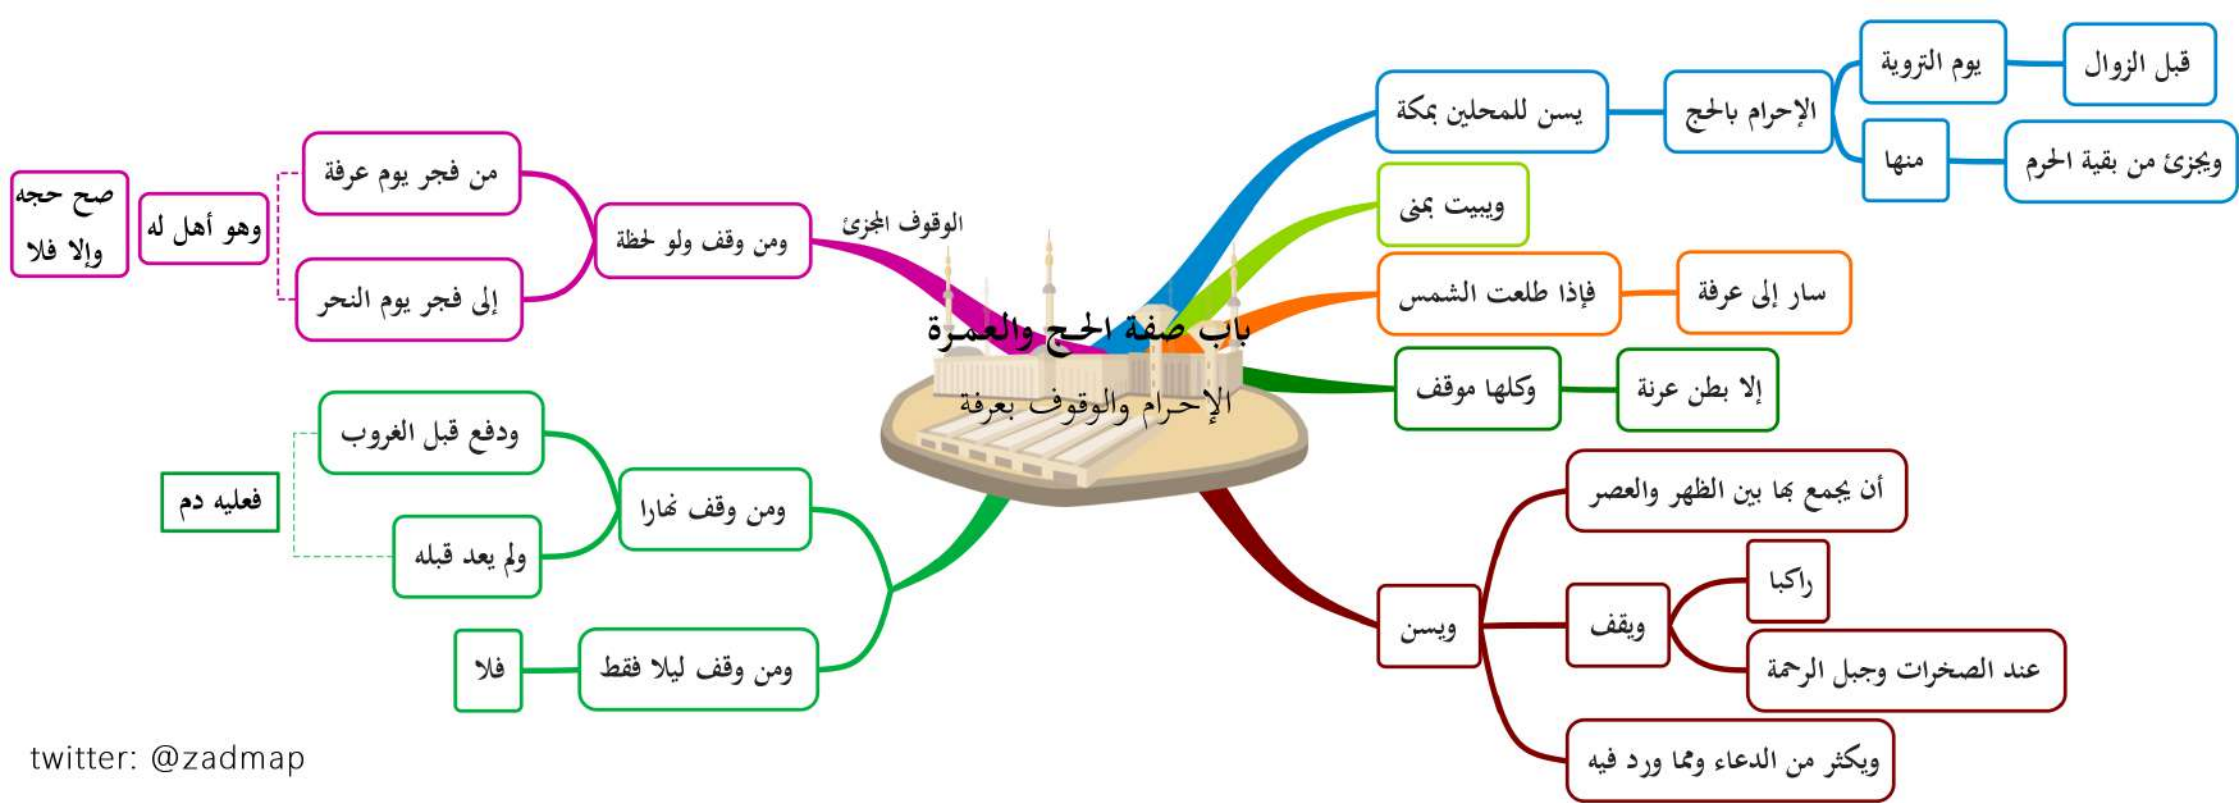 باب صفة الحج والعمرة
الإحرام والوقوف بعرفة
يسن للمحلين بمكة
الإحرام بالحج
يوم التروية
قبل الزوال
منها
ويجزئ من بقية الحرم
ويبيت بمنى
فإذا طلعت الشمس
سار إلى عرفة
وكلها موقف
إلا بطن عرنة
ويسن
أن يجمع بها بين الظهر والعصر
ويقف
راكبا
عند الصخرات وجبل الرحمة
ويكثر من الدعاء ومما ورد فيه
الوقوف المجزئ
ومن وقف ولو لحظة
من فجر يوم عرفة
إلى فجر يوم النحر
وهو أهل له
صح حجه
وإلا فلا
ومن وقف نهارا
ودفع قبل الغروب
ولم يعد قبله
فعليه دم
ومن وقف ليلا فقط
فلا
twitter: @zadmap